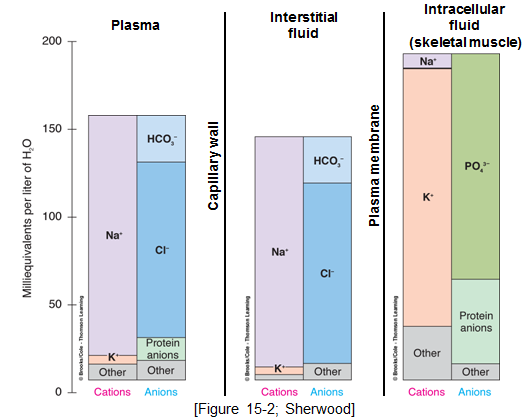 Plasma
Interstitial
fluid
Intracellular
fluid
(skeletal muscle)
Milliequivalents per liter of H₂O
200
150
100
50
0
HCO₃⁻
Na⁺
Cl⁻
K⁺
Protein
anions
Other
Other
Cations
Anions
© Brooks/Cole - Thomson Learning
Capillary wall
HCO₃⁻
Na⁺
Cl⁻
K⁺
Other
Cations
Anions
© Brooks/Cole - Thomson Learning
Plasma membrane
Na⁺
PO₄³⁻
K⁺
Protein
anions
Other
Other
Cations
Anions
© Brooks/Cole - Thomson Learning
[Figure 15-2; Sherwood]